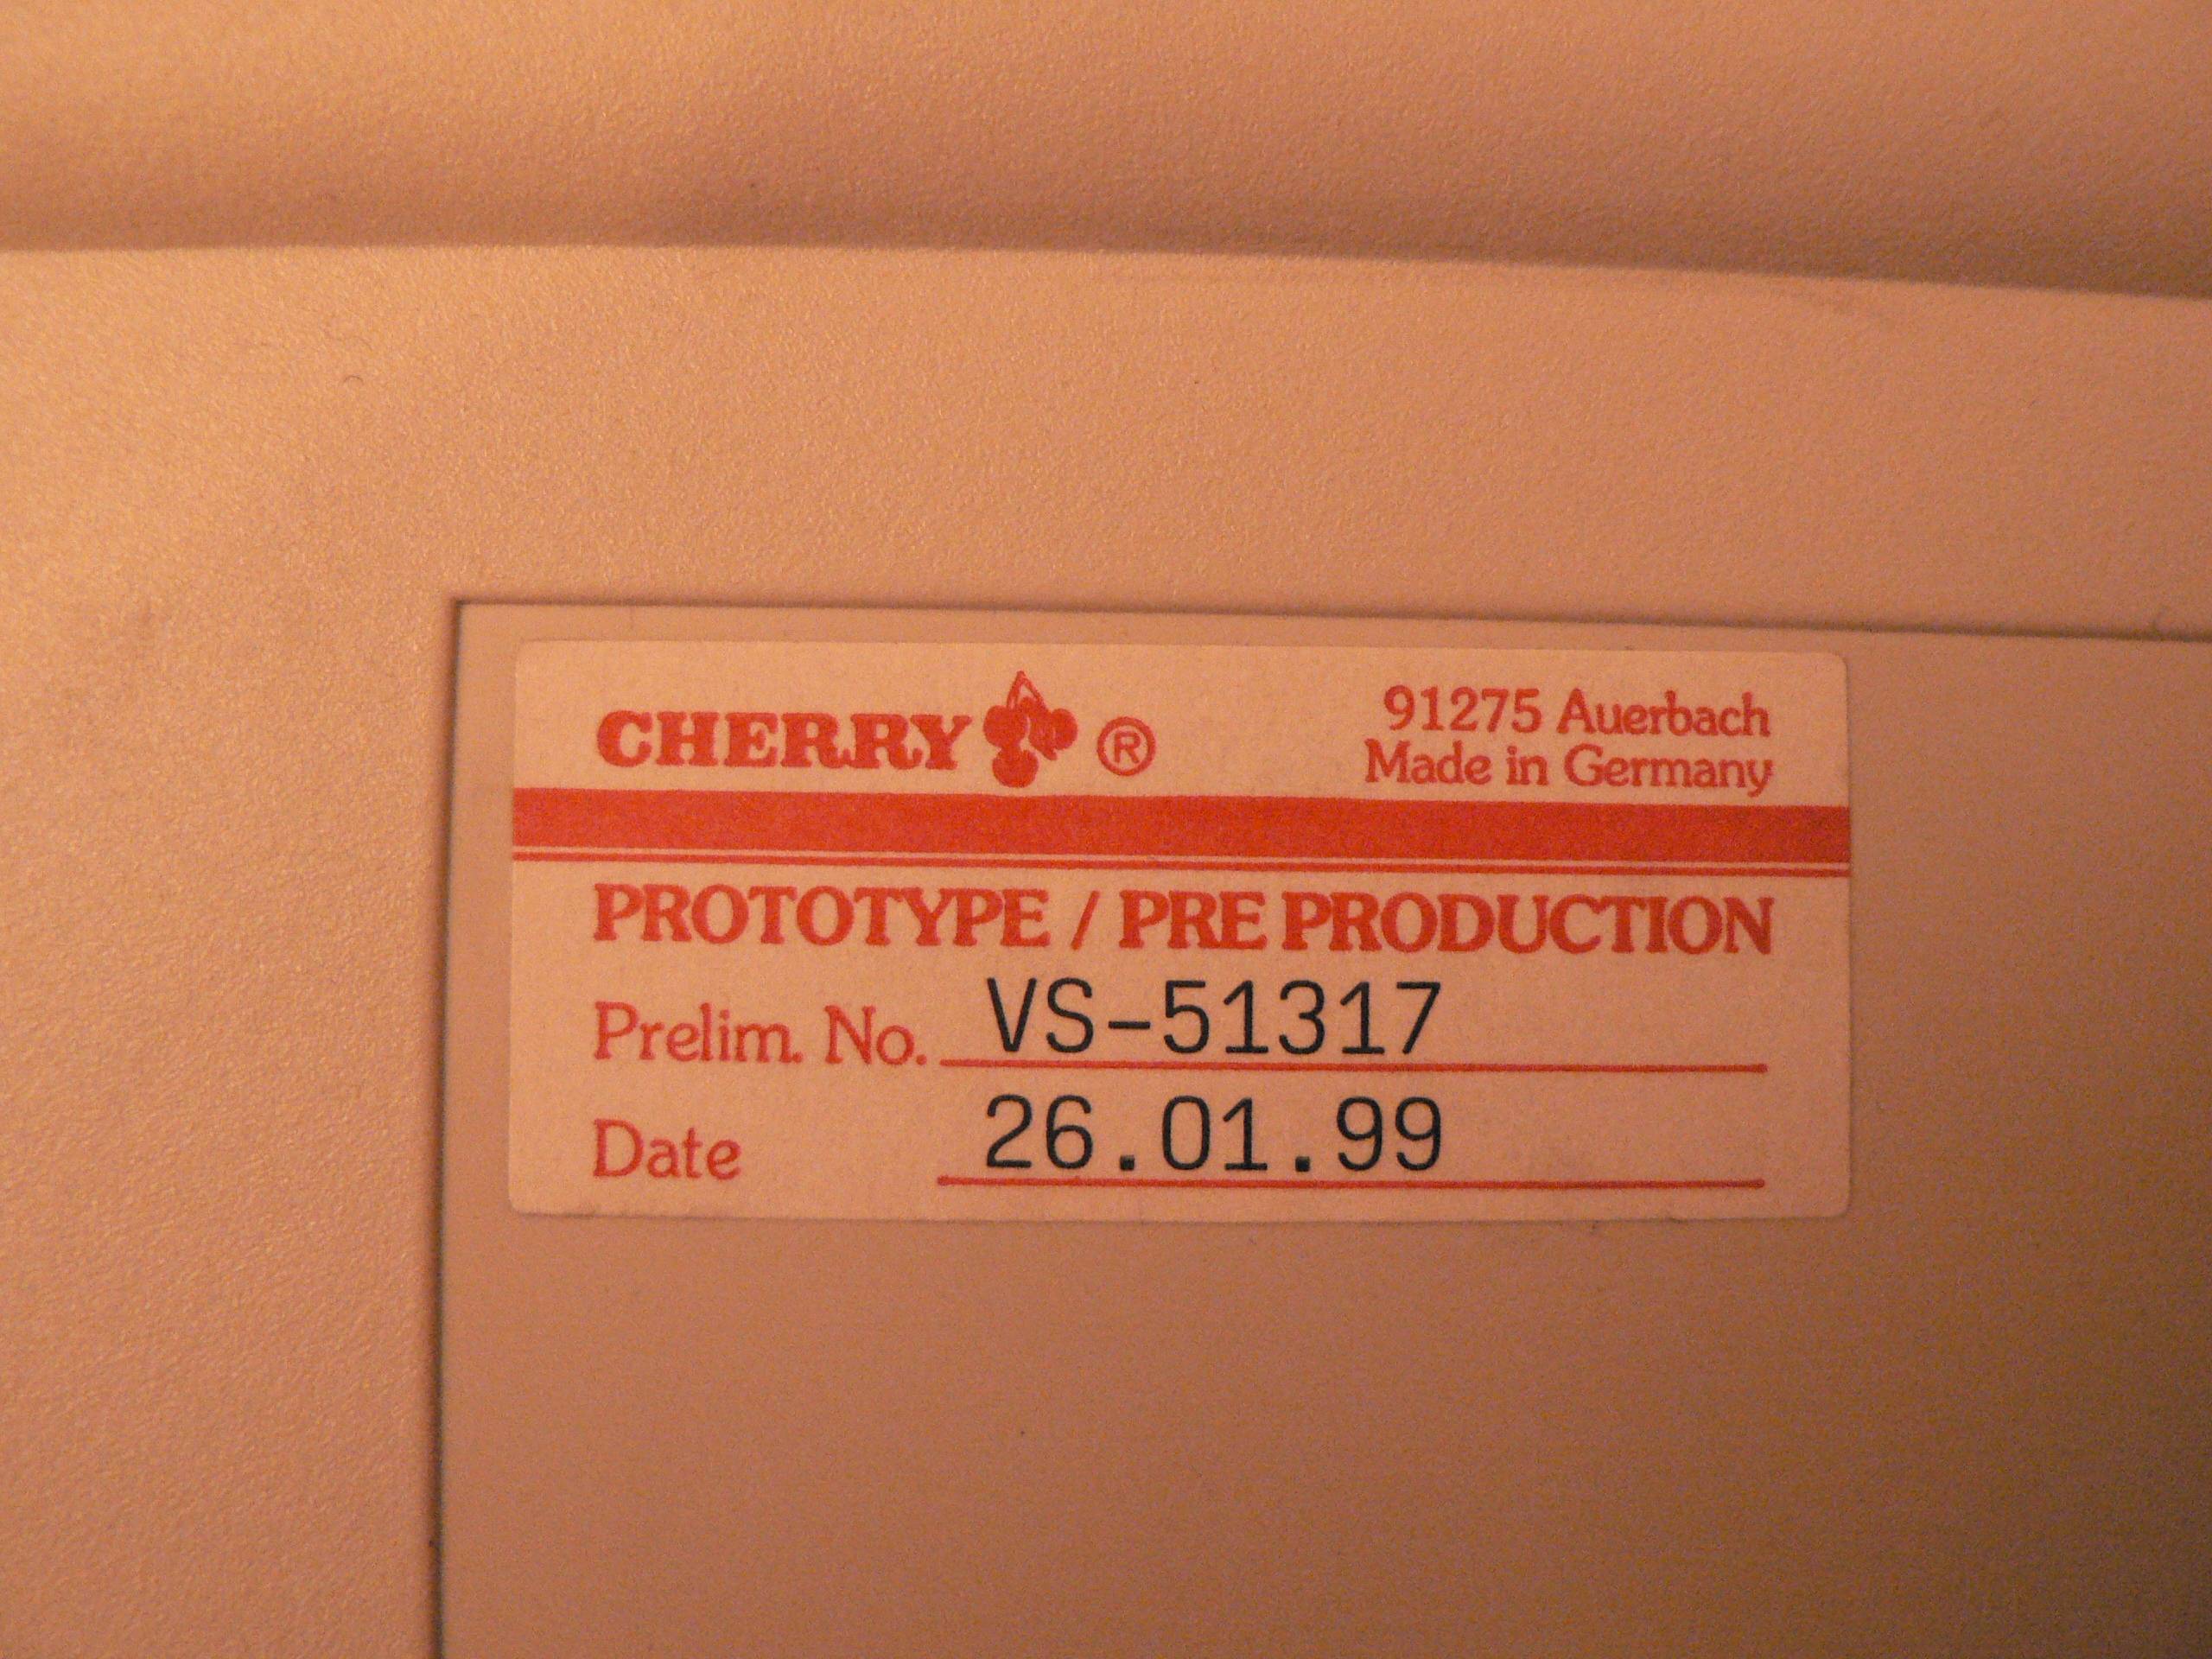 CHERRY ®
91275 Auerbach
Made in Germany
PROTOTYPE / PRE PRODUCTION
Prelim. No. VS-51317
Date 26.01.99